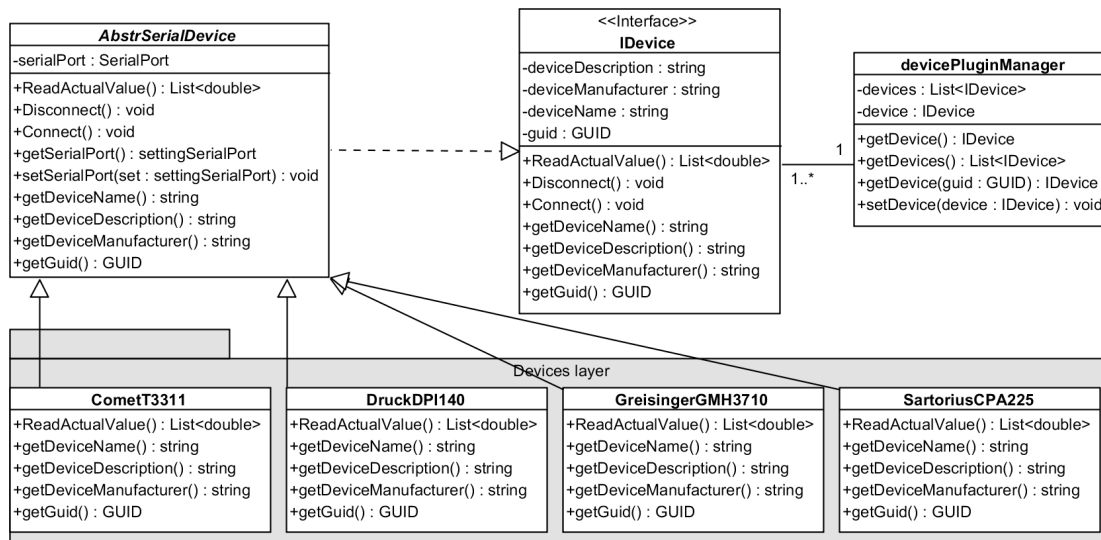 AbstrSerialDevice
-serialPort : SerialPort
+ReadActualValue() : List<double>
+Disconnect() : void
+Connect() : void
+getSerialPort() : settingSerialPort
+setSerialPort(set : settingSerialPort) : void
+getDeviceName() : string
+getDeviceDescription() : string
+getDeviceManufacturer() : string
+getGuid() : GUID
<<Interface>>
IDevice
-deviceDescription : string
-deviceManufacturer : string
-deviceName : string
-guid : GUID
+ReadActualValue() : List<double>
+Disconnect() : void
+Connect() : void
+getDeviceName() : string
+getDeviceDescription() : string
+getDeviceManufacturer() : string
+getGuid() : GUID
1
1..*
devicePluginManager
-devices : List<IDevice>
-device : IDevice
+getDevice() : IDevice
+getDevices() : List<IDevice>
+getDevice(guid : GUID) : IDevice
+setDevice(device : IDevice) : void
Devices layer
CometT3311
+ReadActualValue() : List<double>
+getDeviceName() : string
+getDeviceDescription() : string
+getDeviceManufacturer() : string
+getGuid() : GUID
DruckDPI140
+ReadActualValue() : List<double>
+getDeviceName() : string
+getDeviceDescription() : string
+getDeviceManufacturer() : string
+getGuid() : GUID
GreisingerGMH3710
+ReadActualValue() : List<double>
+getDeviceName() : string
+getDeviceDescription() : string
+getDeviceManufacturer() : string
+getGuid() : GUID
SartoriusCPA225
+ReadActualValue() : List<double>
+getDeviceName() : string
+getDeviceDescription() : string
+getDeviceManufacturer() : string
+getGuid() : GUID